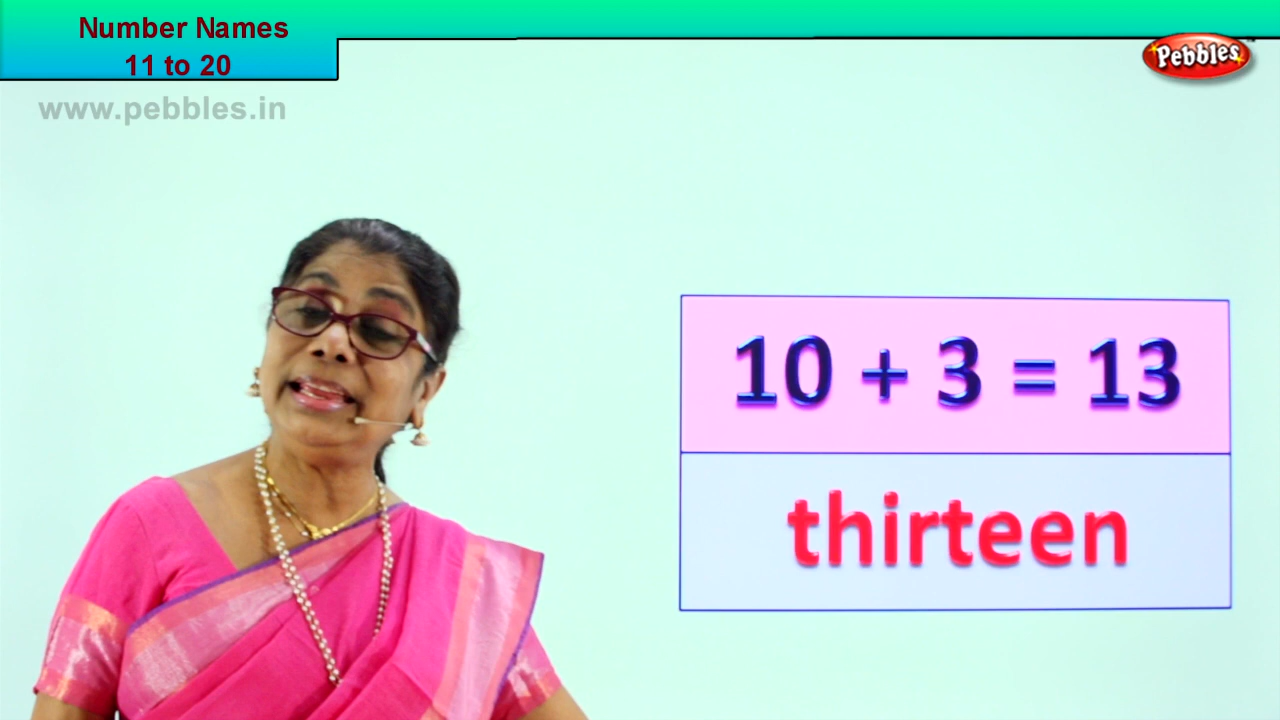 Number Names
11 to 20
www.pebbles.in
Pebbles
10 + 3 = 13
thirteen